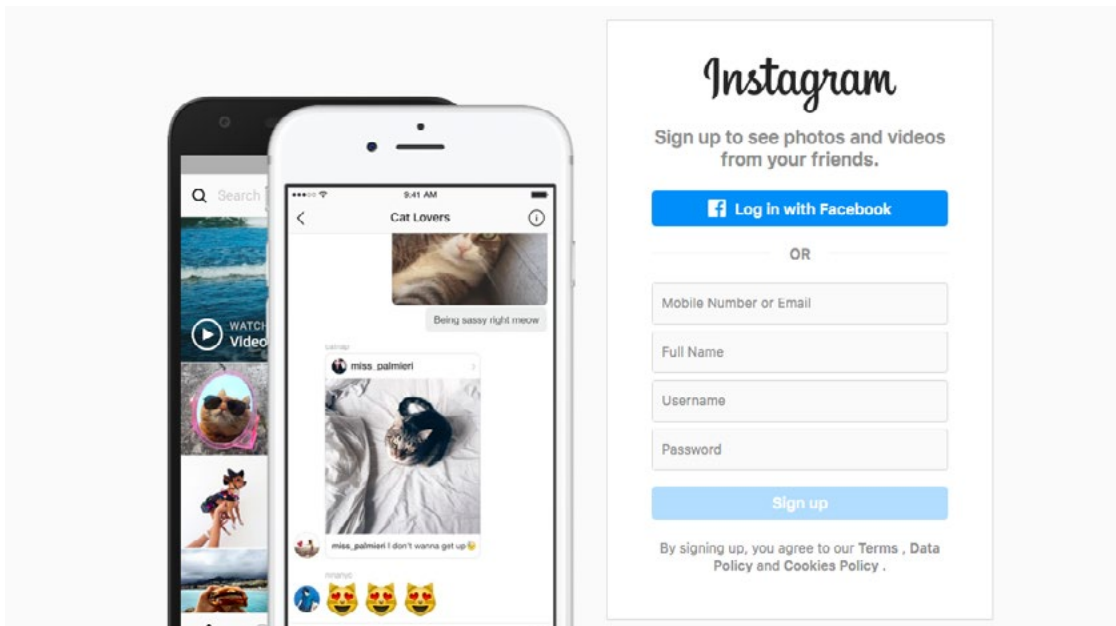 Search
WATCH
Video
9:41 AM
Cat Lovers
Being sassy right meow
miss_palmieri
miss_palmieri I don't wanna get up
Instagram
Sign up to see photos and videos
from your friends.
Log in with Facebook
OR
Mobile Number or Email
Full Name
Username
Password
Sign up
By signing up, you agree to our Terms , Data
Policy and Cookies Policy .